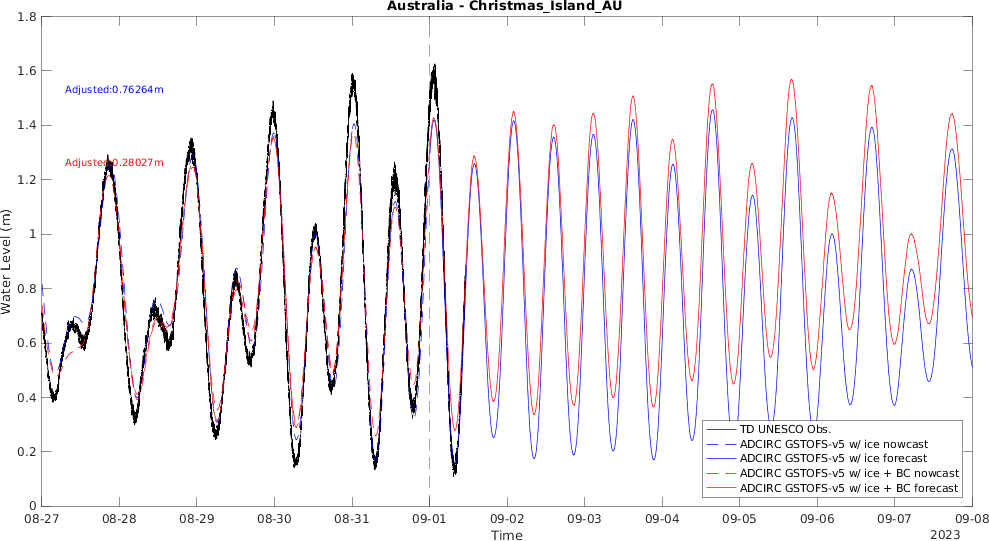 Australia - Christmas_Island_AU
1.8
1.6
1.4
1.2
1
0.8
0.6
0.4
0.2
0
Water Level (m)
Adjusted:0.76264m
Adjusted:0.28027m
TD UNESCO Obs.
ADCIRC GSTOFS-v5 w/ ice nowcast
ADCIRC GSTOFS-v5 w/ ice forecast
ADCIRC GSTOFS-v5 w/ ice + BC nowcast
ADCIRC GSTOFS-v5 w/ ice + BC forecast
08-27 08-28 08-29 08-30 08-31 09-01 09-02 09-03 09-04 09-05 09-06 09-07 09-08
Time
2023